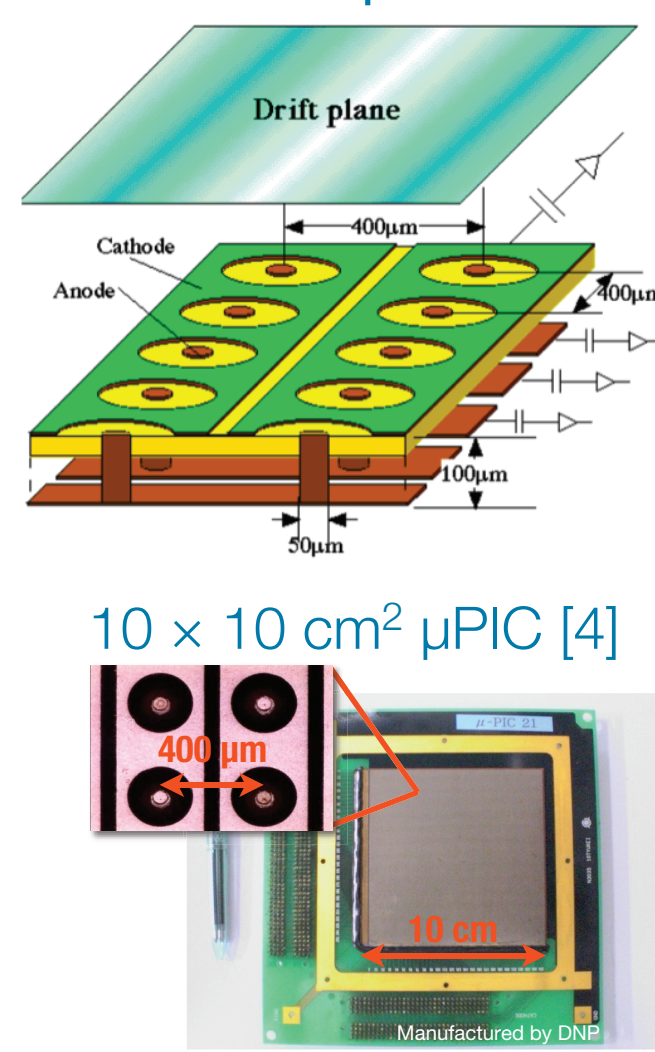 Drift plane
400μm
Cathode
Anode
400μm
100μm
50μm
10 × 10 cm² μPIC [4]
μ-PIC 21
400 μm
10 cm
Manufactured by DNP